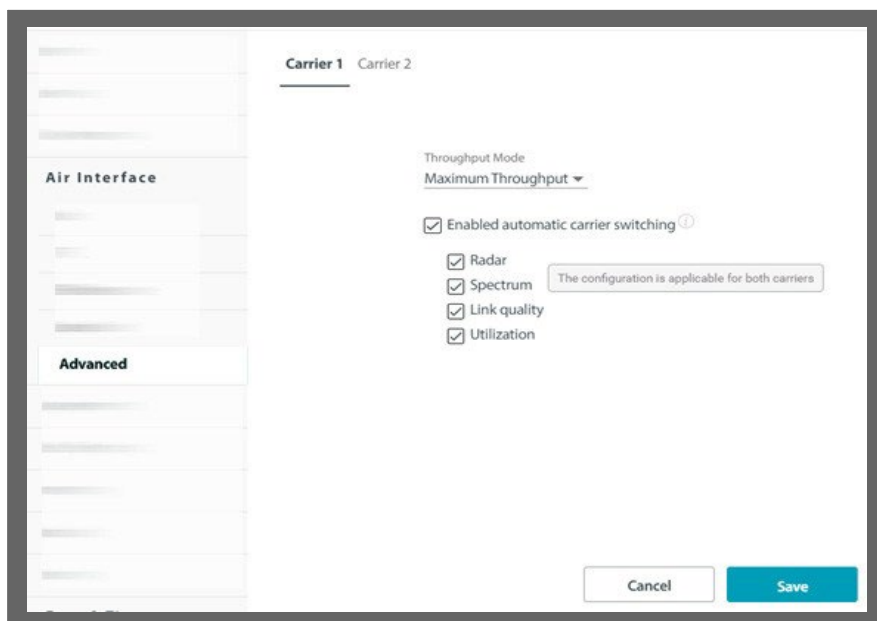 Carrier 1 Carrier 2
Throughput Mode
Maximum Throughput
Air Interface
Enabled automatic carrier switching
Radar
The configuration is applicable for both carriers
Spectrum
Link quality
Utilization
Advanced
Cancel Save